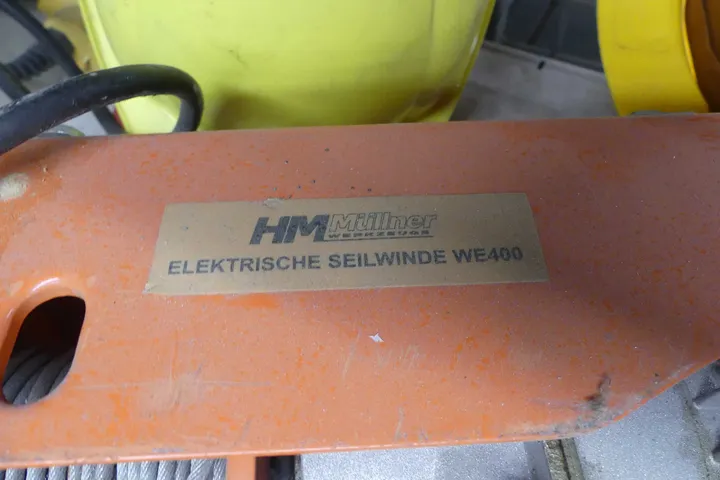 HM Müllner
WERKZEUGE
ELEKTRISCHE SEILWINDE WE400